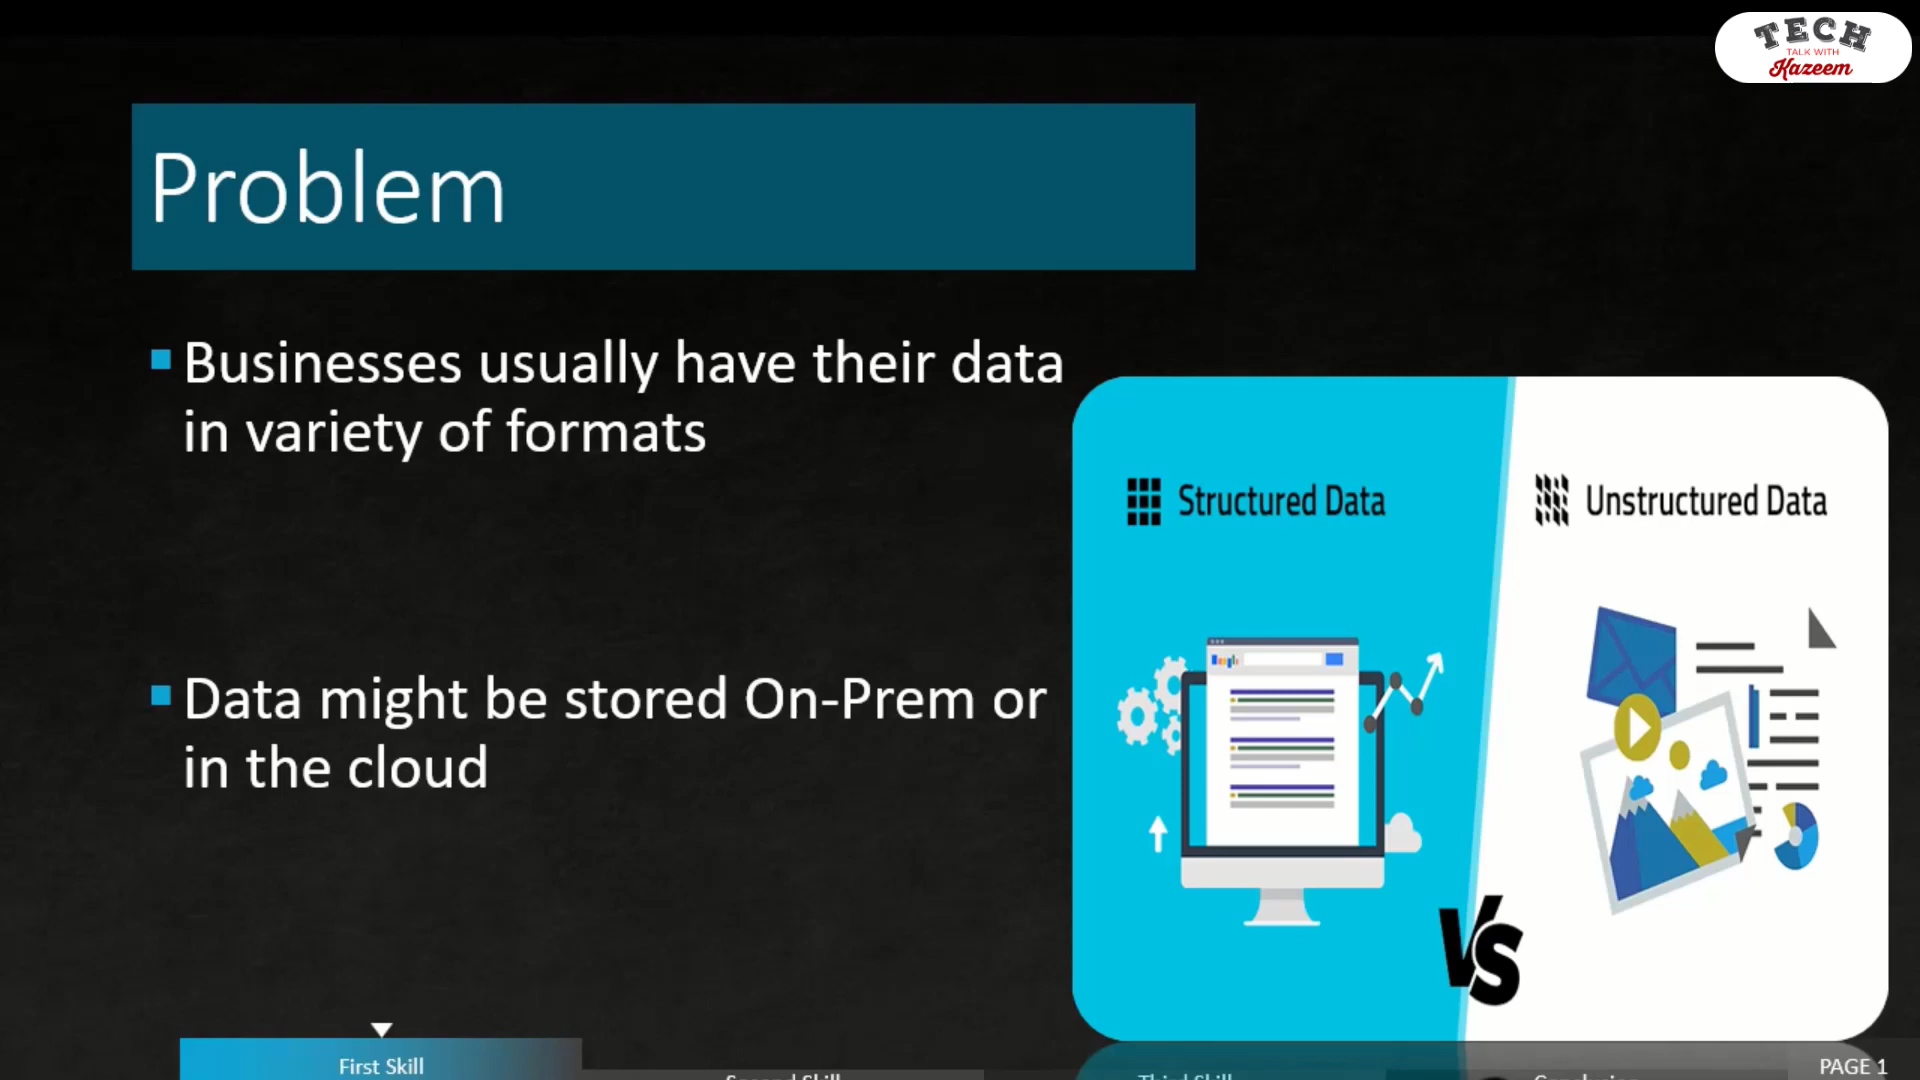 TECH
TALK WITH
Kazeem
Problem
Businesses usually have their data
in variety of formats
Data might be stored On-Prem or
in the cloud
Structured Data
Unstructured Data
VS
First Skill
Second Skill
Third Skill
Conclusion
PAGE 1